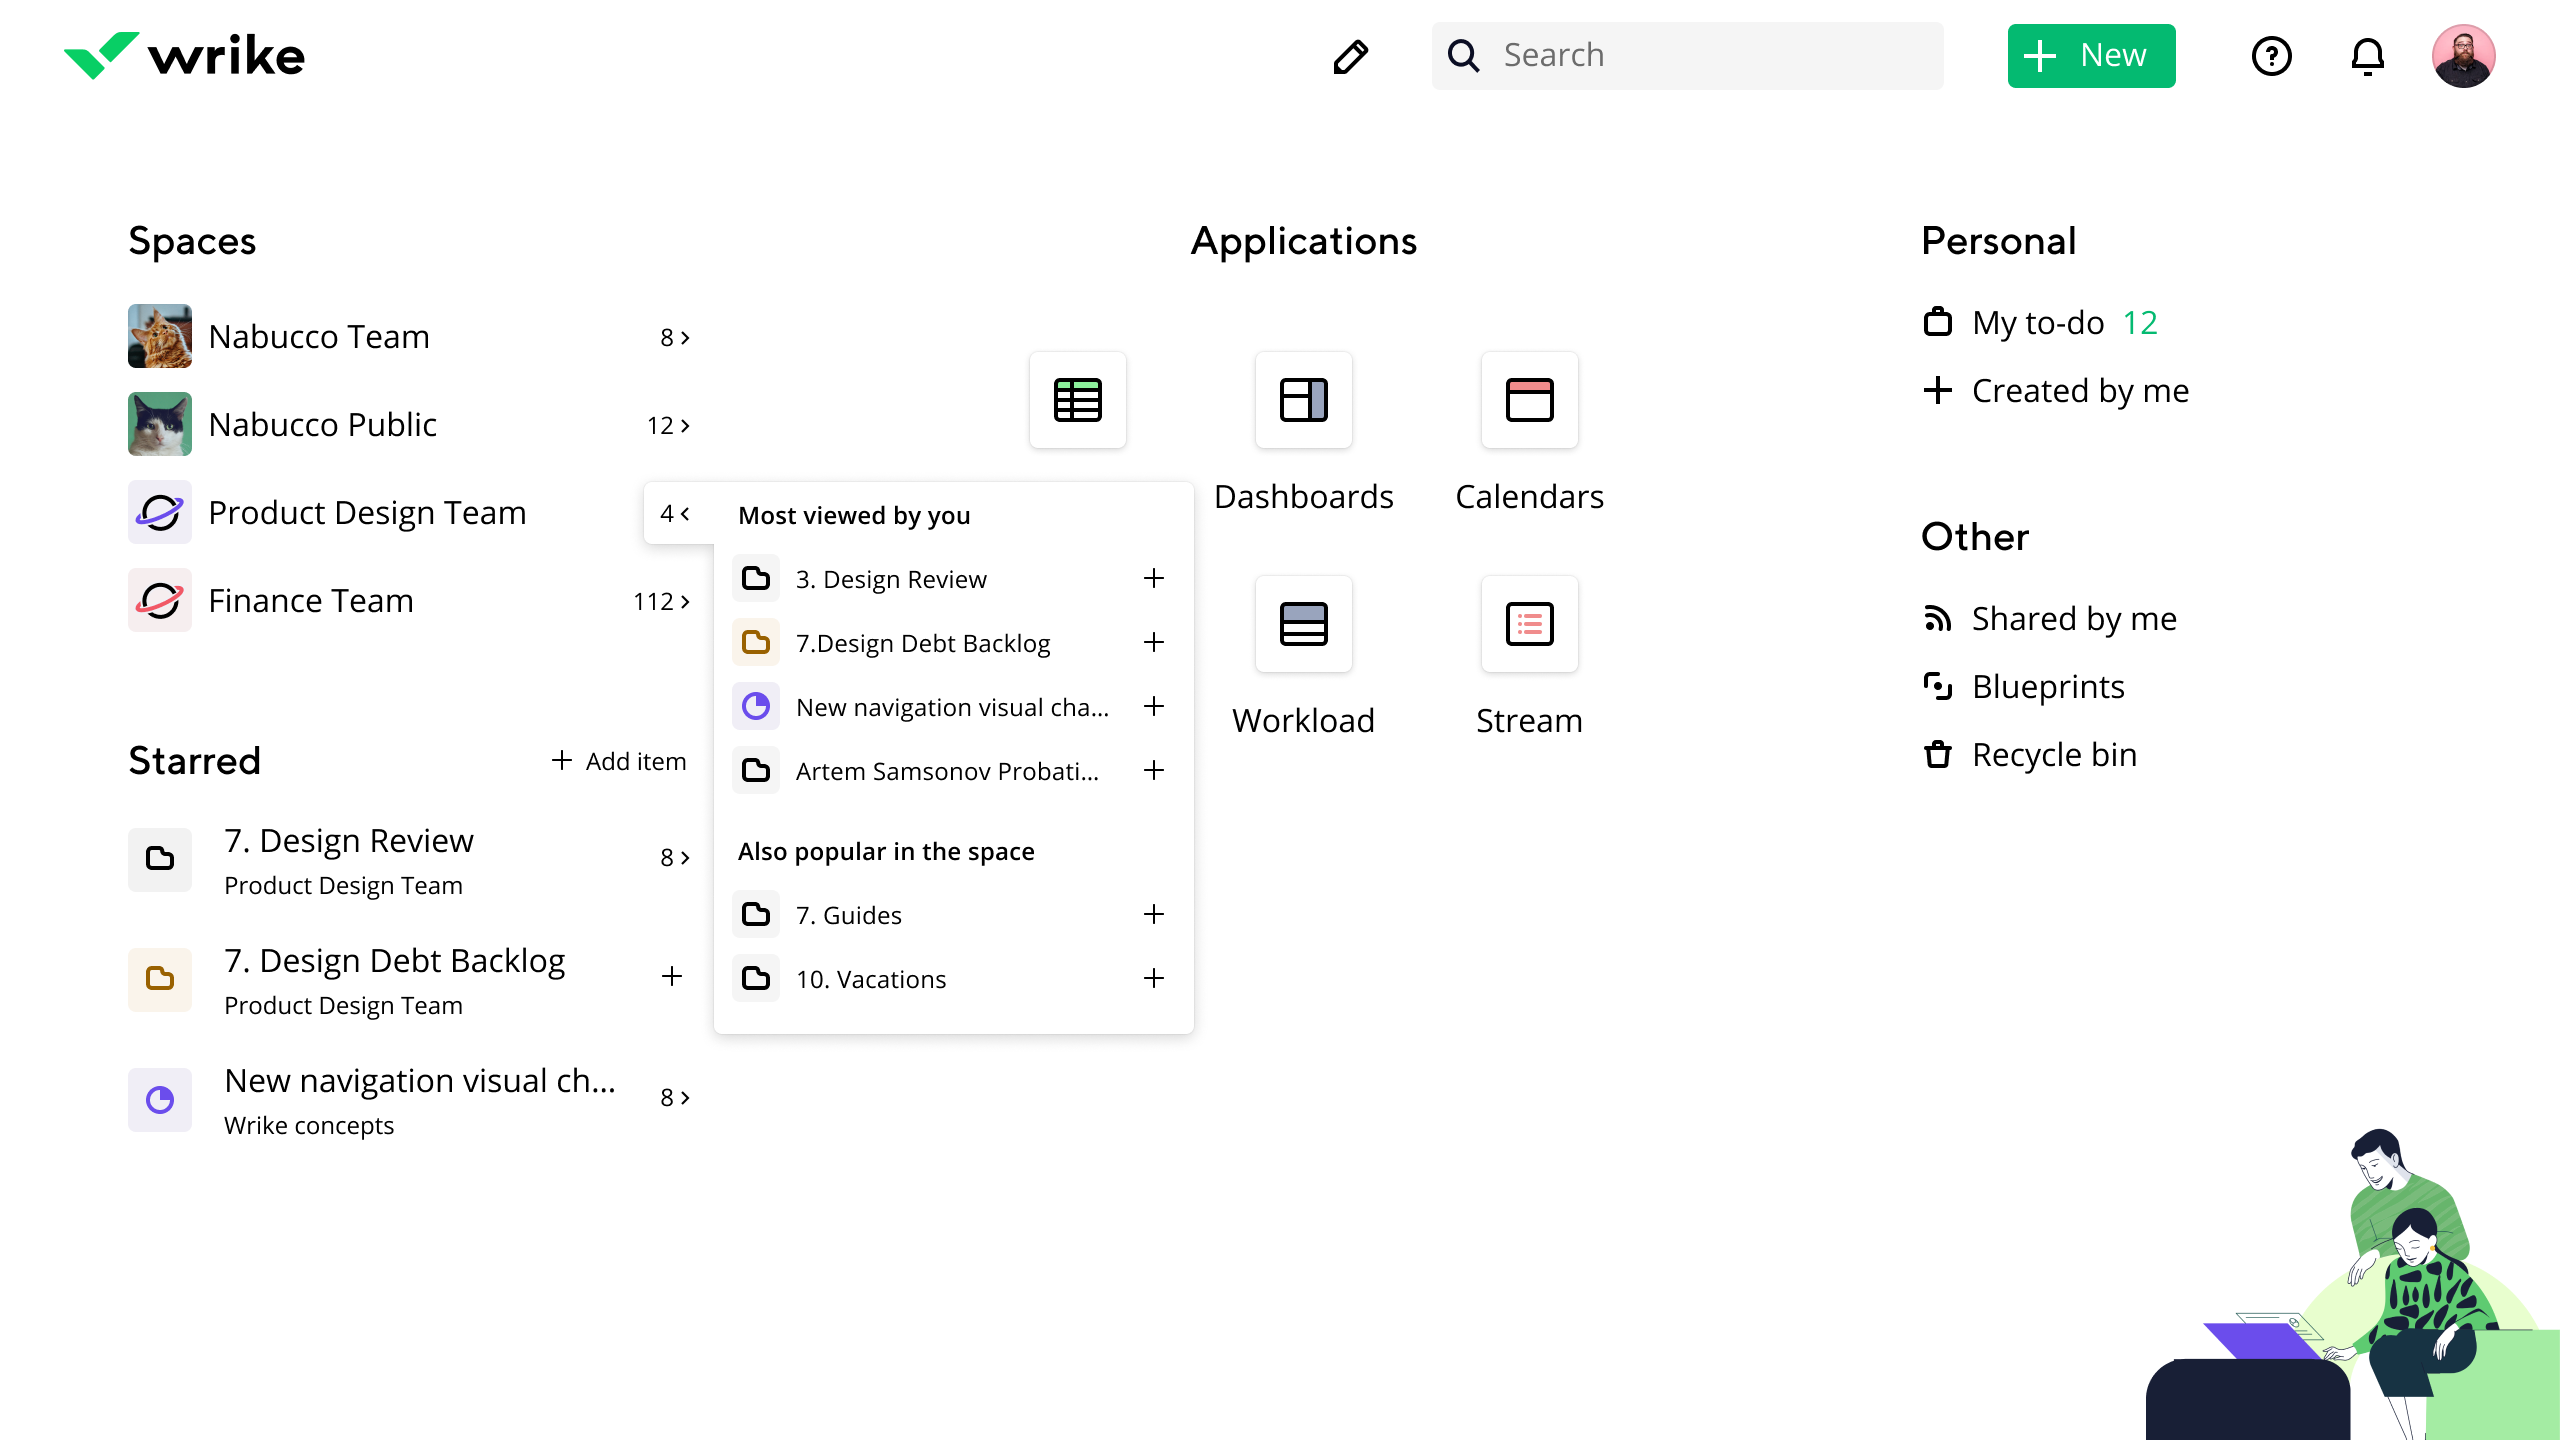 wrike
Search
New
Spaces
Nabucco Team
8
Nabucco Public
12
Product Design Team
4
Finance Team
112
Most viewed by you
3. Design Review
7.Design Debt Backlog
New navigation visual cha...
Artem Samsonov Probati...
Also popular in the space
7. Guides
10. Vacations
Starred
Add item
7. Design Review
Product Design Team
8
7. Design Debt Backlog
Product Design Team
New navigation visual ch...
Wrike concepts
8
Applications
Dashboards
Calendars
Workload
Stream
Personal
My to-do 12
Created by me
Other
Shared by me
Blueprints
Recycle bin